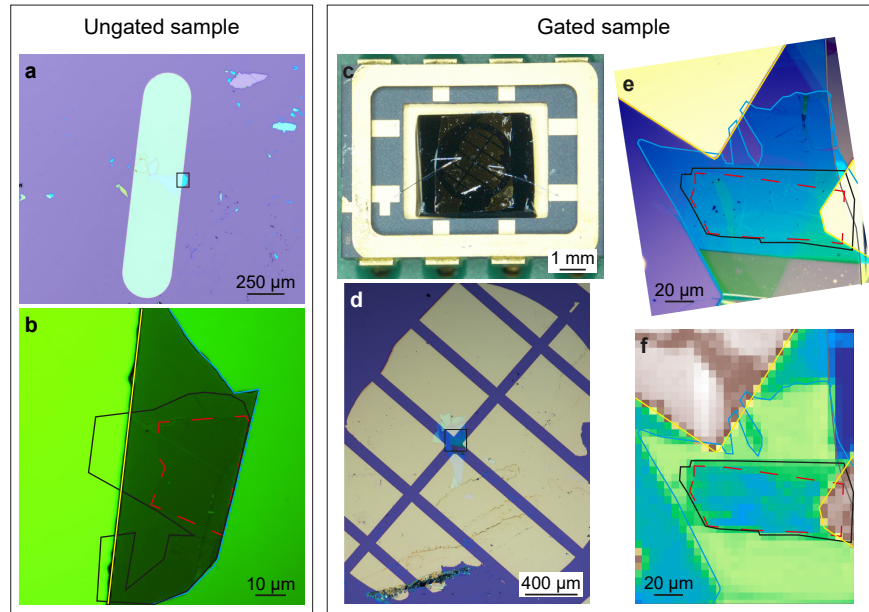 Ungated sample
Gated sample
a
250 µm
b
10 µm
c
1 mm
d
400 µm
e
20 µm
f
20 µm